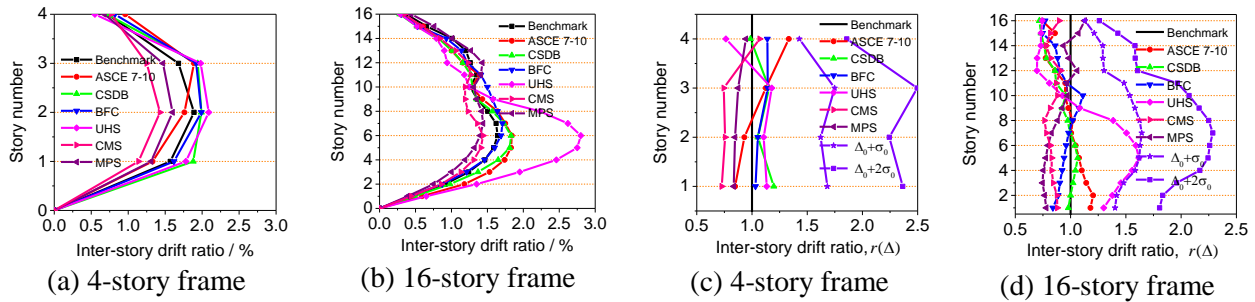 Story number
4
3
2
1
0
0.0 0.5 1.0 1.5 2.0 2.5 3.0
Inter-story drift ratio / %
Benchmark
ASCE 7-10
CSDB
BFC
UHS
CMS
MPS
(a) 4-story frame
Story number
16
14
12
10
8
6
4
2
0
0.0 0.5 1.0 1.5 2.0 2.5 3.0
Inter-story drift ratio / %
Benchmark
ASCE 7-10
CSDB
BFC
UHS
CMS
MPS
(b) 16-story frame
Story number
4
3
2
1
0.5 1.0 1.5 2.0 2.5
Inter-story drift ratio, r(Δ)
Benchmark
ASCE 7-10
CSDB
BFC
UHS
CMS
MPS
Δ₀+σ₀
Δ₀+2σ₀
(c) 4-story frame
Story number
16
14
12
10
8
6
4
2
0.5 1.0 1.5 2.0 2.5 3.0
Inter-story drift ratio, r(Δ)
Benchmark
ASCE 7-10
CSDB
BFC
UHS
CMS
MPS
Δ₀+σ₀
Δ₀+2σ₀
(d) 16-story frame